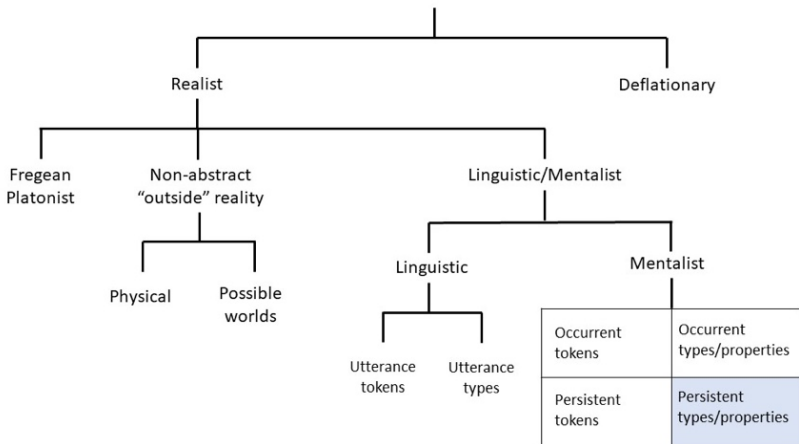 Realist
Deflationary
Fregean
Platonist
Non-abstract
“outside” reality
Linguistic/Mentalist
Physical
Possible
worlds
Linguistic
Mentalist
Utterance
tokens
Utterance
types
Occurrent
tokens
Occurrent
types/properties
Persistent
tokens
Persistent
types/properties